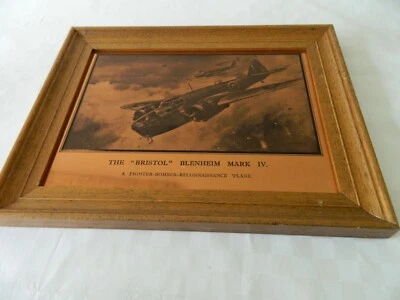 THE "BRISTOL" BLENHEIM MARK IV.
A FIGHTER-BOMBER-RECONNAISSANCE 'PLANE